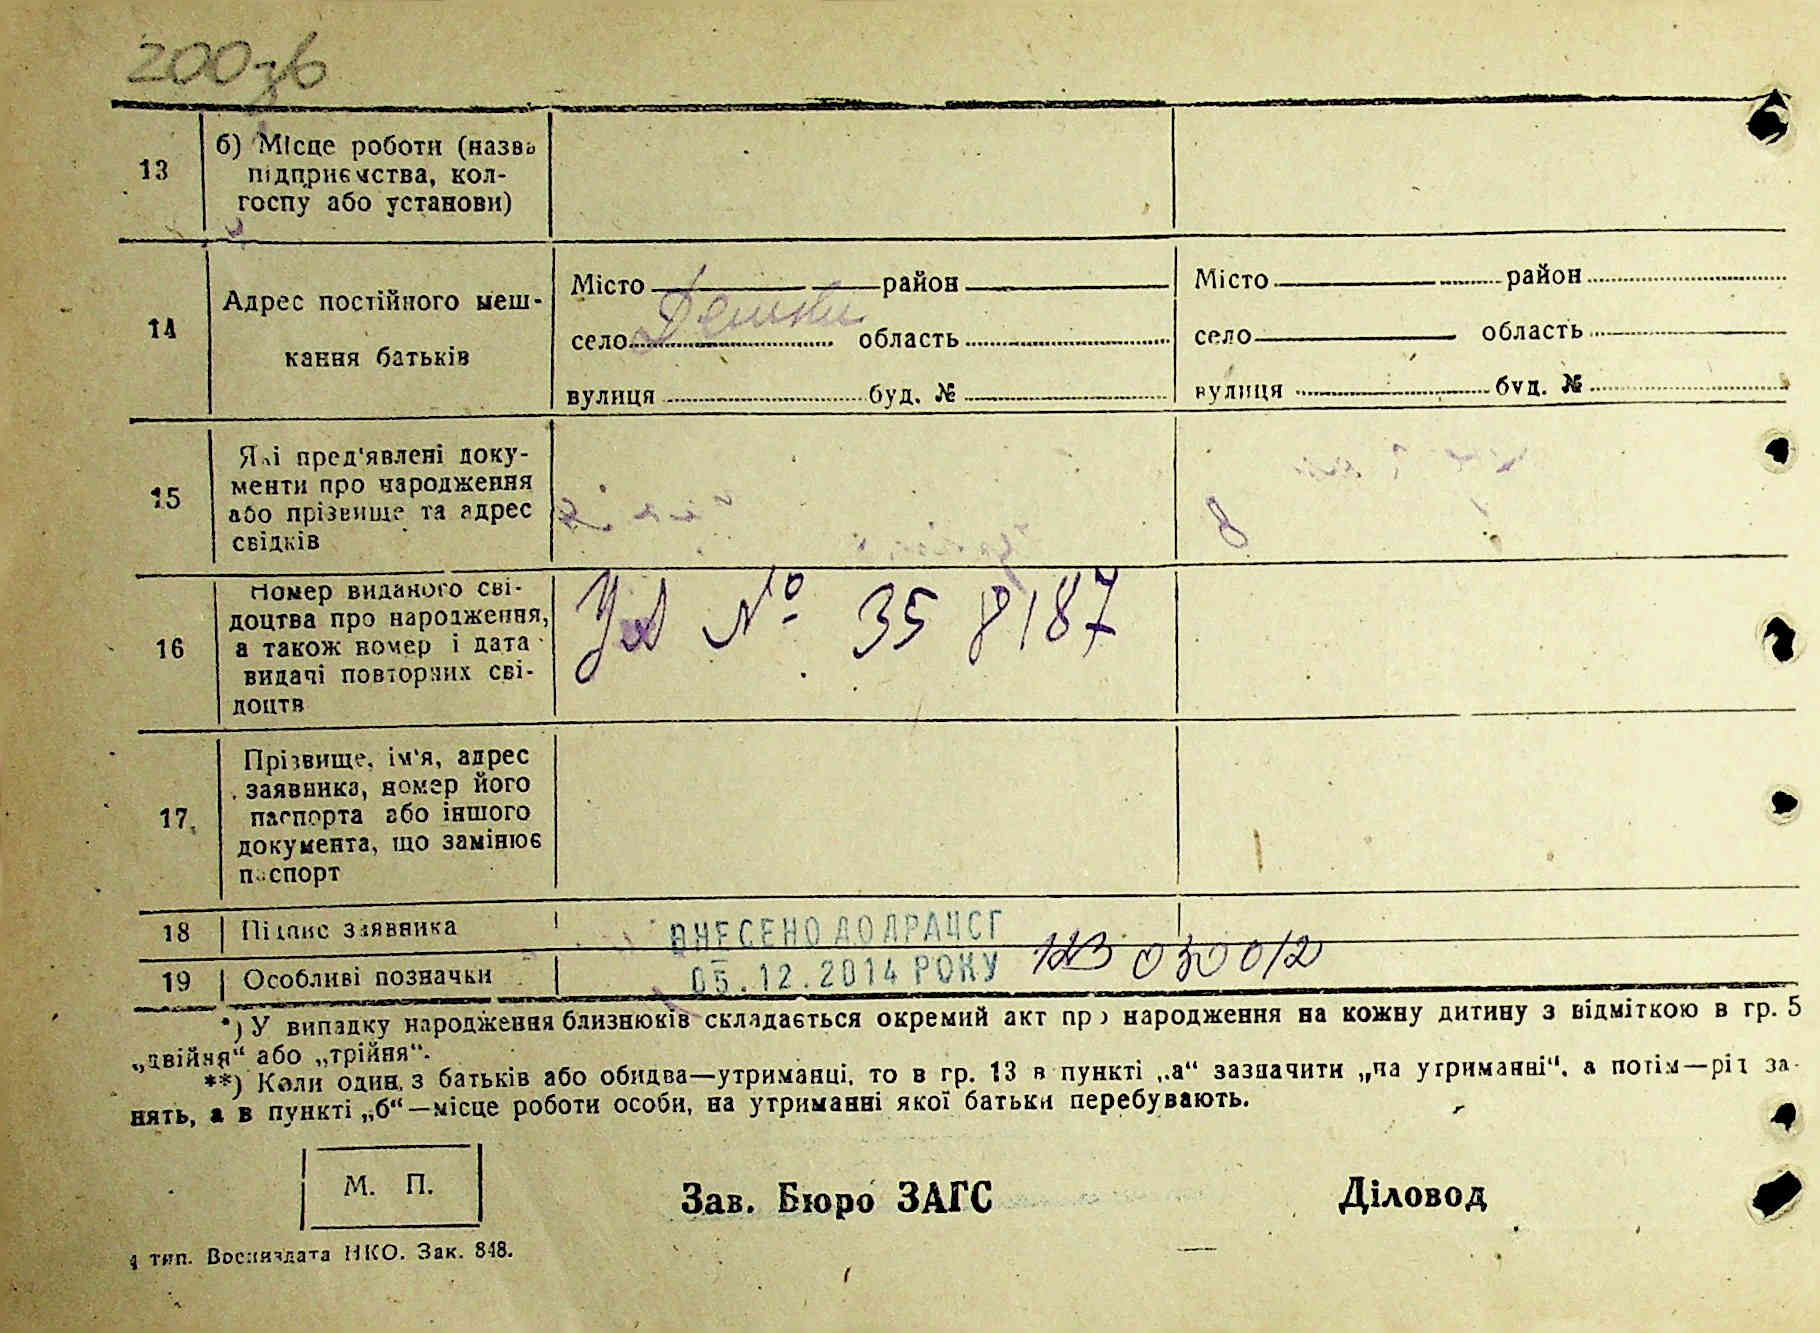 200зв
13
б) Місце роботи (назва
підприємства, кол-
госпу або установи)
14
Адрес постійного меш-
кання батьків
Місто район
село Дешки область
вулиця буд. №
Місто район
село область
вулиця буд. №
15
Які пред'явлені доку-
менти про народження
або прізвище та адрес
свідків
16
Номер виданого сві-
доцтва про народження,
а також номер і дата
видачі повторних сві-
доцтв
УА № 358187
17
Прізвище, ім'я, адрес
заявника, номер його
паспорта або іншого
документа, що замінює
паспорт
18 Підпис заявника
ВНЕСЕНО ДО ДРАЦСГ
19 Особливі позначки
05.12.2014 РОКУ
*) У випадку народження близнюків складається окремий акт про народження на кожну дитину з відміткою в гр. 5
„двійня“ або „трійня“.
**) Коли один з батьків або обидва—утриманці, то в гр. 13 в пункті „а“ зазначити „на утриманні“, а потім—рід за-
нять, а в пункті „б“—місце роботи особи, на утриманні якої батьки перебувають.
М. П.
Зав. Бюро ЗАГС
Діловод
4 тип. Восниздата НКО. Зак. 848.